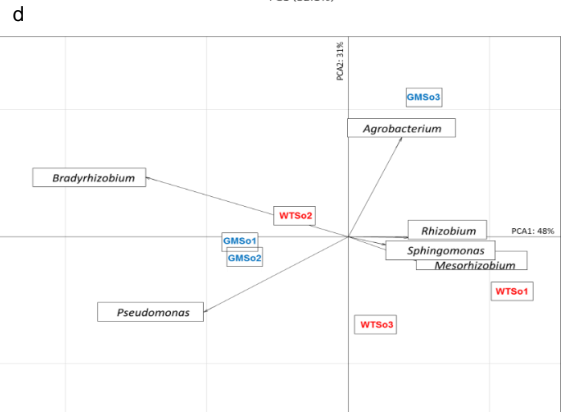 d
PCA2: 31%
GMSo3
Agrobacterium
Bradyrhizobium
WTSo2
Rhizobium
PCA1: 48%
GMSo1
Sphingomonas
GMSo2
Mesorhizobium
WTSo1
Pseudomonas
WTSo3